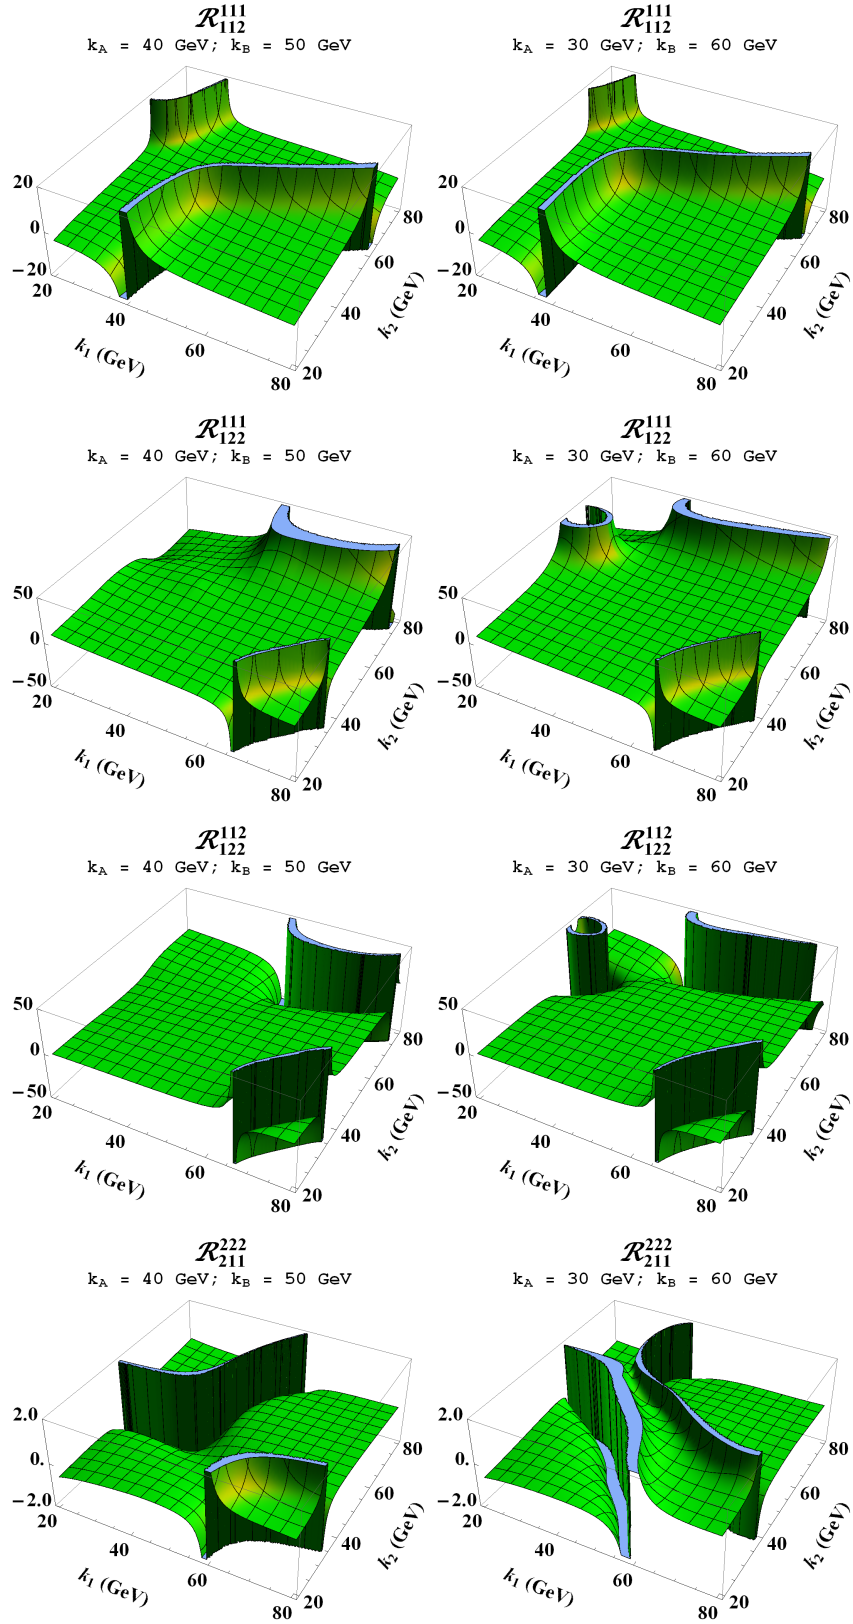 R^{111}_{112}
k_A = 40 GeV; k_B = 50 GeV
20
0
−20
20
40
60
80
k_1 (GeV)
20
40
60
80
k_2 (GeV)
R^{111}_{112}
k_A = 30 GeV; k_B = 60 GeV
20
0
−20
20
40
60
80
k_1 (GeV)
20
40
60
80
k_2 (GeV)
R^{111}_{122}
k_A = 40 GeV; k_B = 50 GeV
50
0
−50
20
40
60
80
k_1 (GeV)
20
40
60
80
k_2 (GeV)
R^{111}_{122}
k_A = 30 GeV; k_B = 60 GeV
50
0
−50
20
40
60
80
k_1 (GeV)
20
40
60
80
k_2 (GeV)
R^{112}_{122}
k_A = 40 GeV; k_B = 50 GeV
50
0
−50
20
40
60
80
k_1 (GeV)
20
40
60
80
k_2 (GeV)
R^{112}_{122}
k_A = 30 GeV; k_B = 60 GeV
50
0
−50
20
40
60
80
k_1 (GeV)
20
40
60
80
k_2 (GeV)
R^{222}_{211}
k_A = 40 GeV; k_B = 50 GeV
2.0
0.
−2.0
20
40
60
80
k_1 (GeV)
20
40
60
80
k_2 (GeV)
R^{222}_{211}
k_A = 30 GeV; k_B = 60 GeV
2.0
0.
−2.0
20
40
60
80
k_1 (GeV)
20
40
60
80
k_2 (GeV)